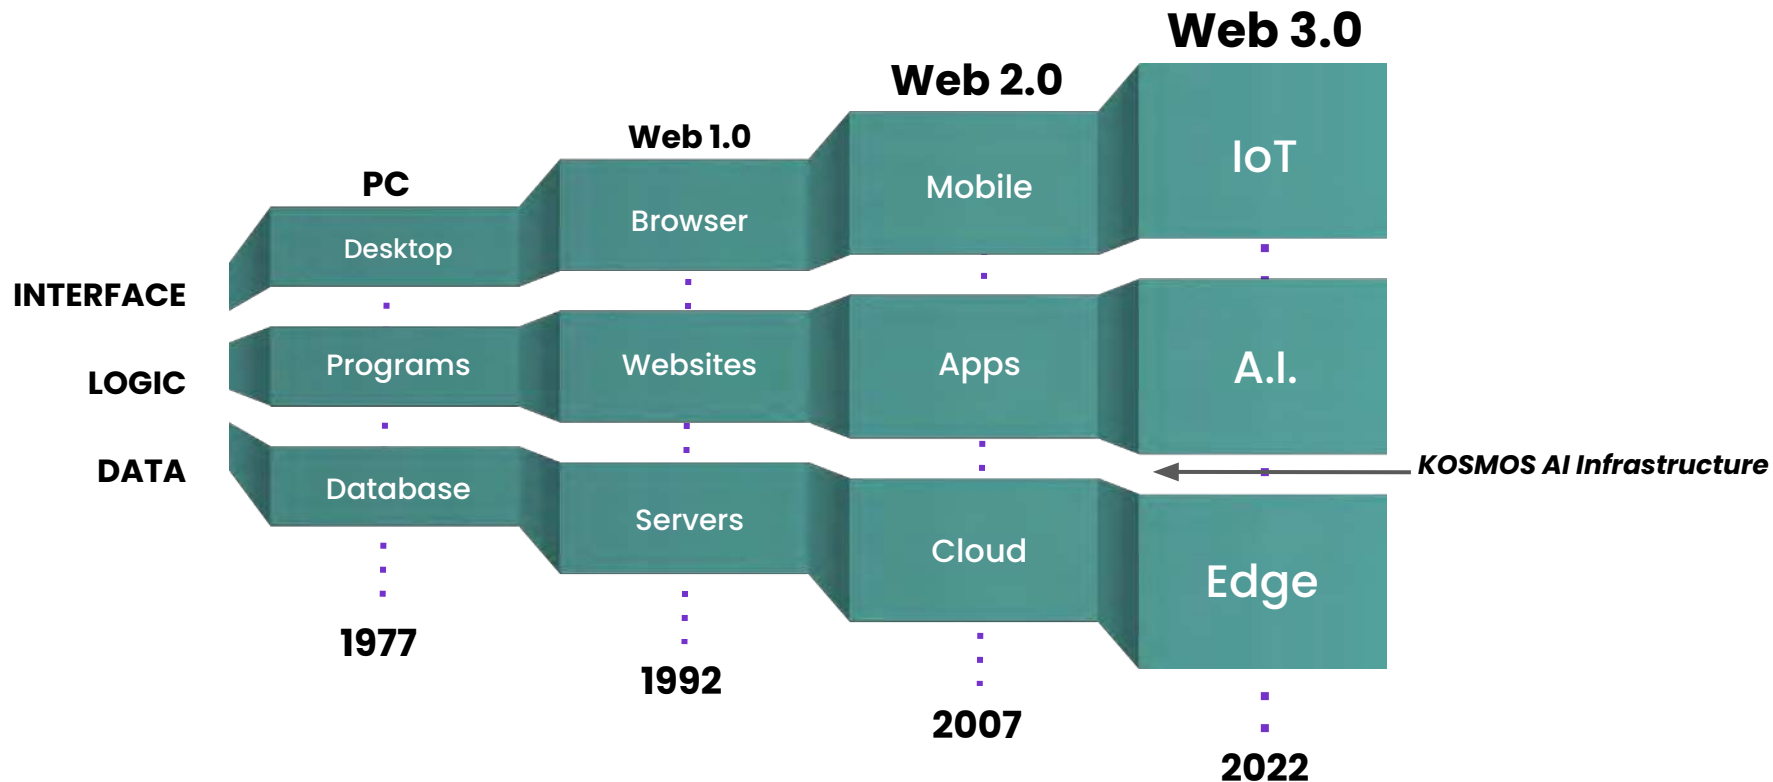 Web 3.0
Web 2.0
Web 1.0
PC
IoT
Mobile
Browser
Desktop
INTERFACE
Programs
Websites
Apps
A.I.
LOGIC
DATA
KOSMOS AI Infrastructure
Database
Servers
Cloud
Edge
1977
1992
2007
2022